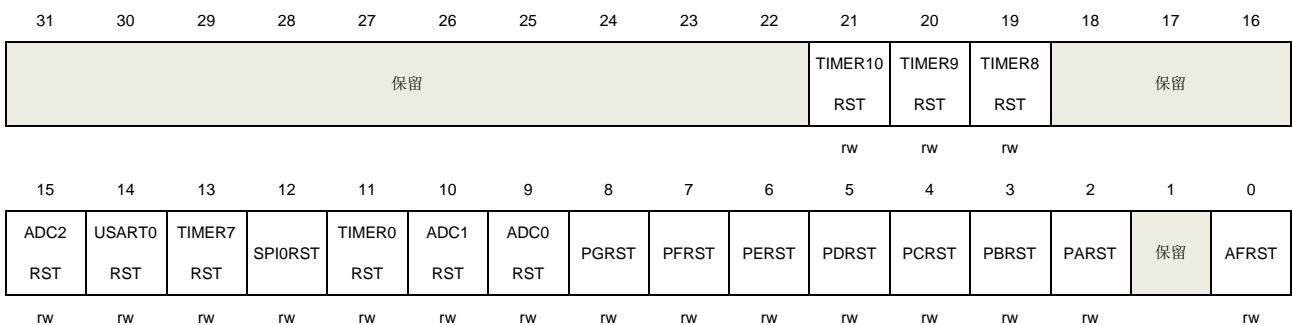 31 30 29 28 27 26 25 24 23 22 21 20 19 18 17 16
保留 TIMER10 RST TIMER9 RST TIMER8 RST 保留
rw rw rw
15 14 13 12 11 10 9 8 7 6 5 4 3 2 1 0
ADC2 RST USART0 RST TIMER7 RST SPI0RST TIMER0 RST ADC1 RST ADC0 RST PGRST PFRST PERST PDRST PCRST PBRST PARST 保留 AFRST
rw rw rw rw rw rw rw rw rw rw rw rw rw rw rw